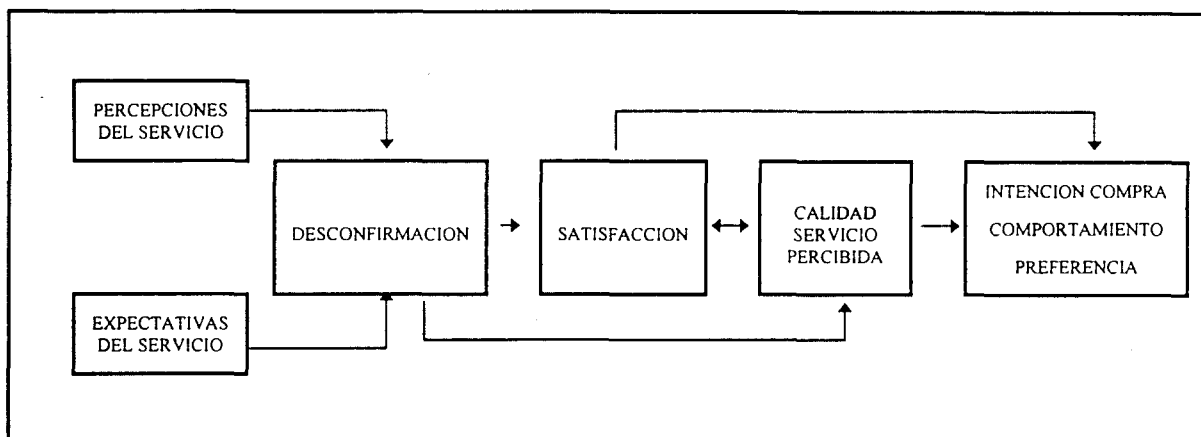 PERCEPCIONES
DEL SERVICIO
DESCONFIRMACION
EXPECTATIVAS
DEL SERVICIO
SATISFACCION
CALIDAD
SERVICIO
PERCIBIDA
INTENCION COMPRA
COMPORTAMIENTO
PREFERENCIA